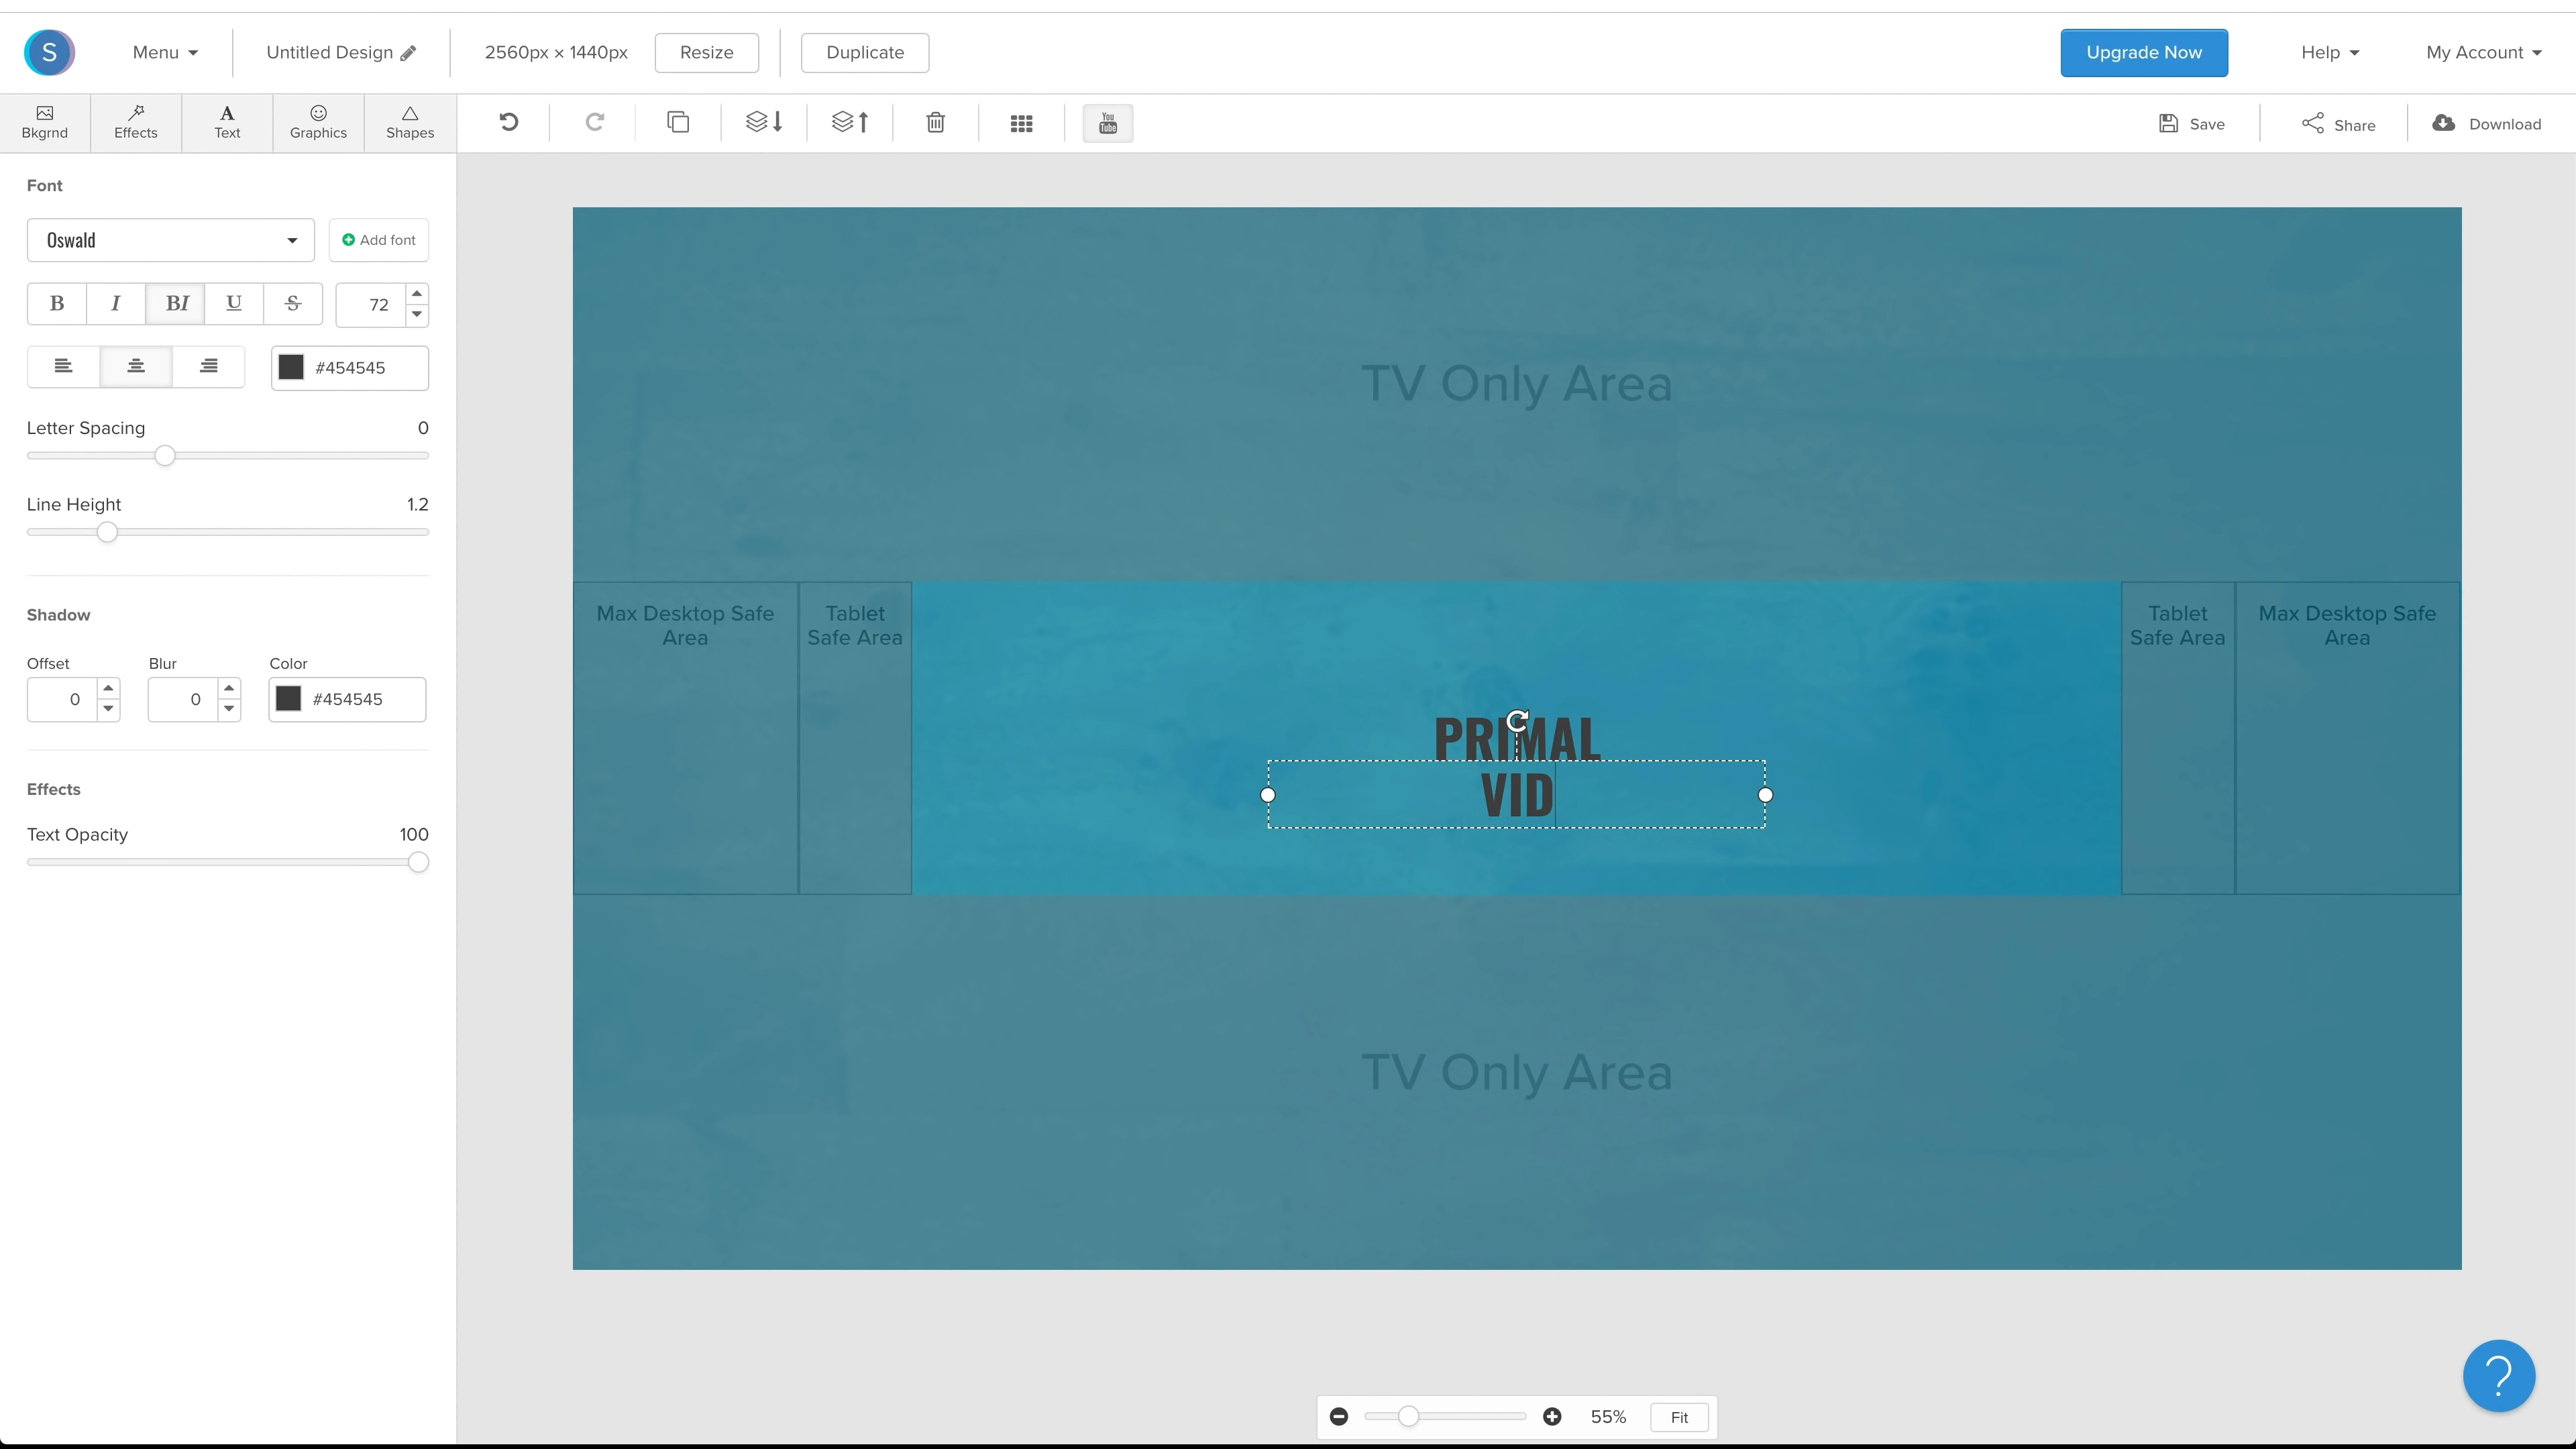 S
Menu
Untitled Design
2560px × 1440px
Resize
Duplicate
Upgrade Now
Help
My Account
Bkgrnd
Effects
A
Text
Graphics
Shapes
You
Tube
Save
Share
Download
Font
Oswald
Add font
B I BI U S
72
#454545
Letter Spacing 0
Line Height 1.2
Shadow
Offset Blur Color
0 0 #454545
Effects
Text Opacity 100
TV Only Area
Max Desktop Safe
Area
Tablet
Safe Area
Tablet
Safe Area
Max Desktop Safe
Area
PRIMAL
VID
TV Only Area
55%
Fit
?